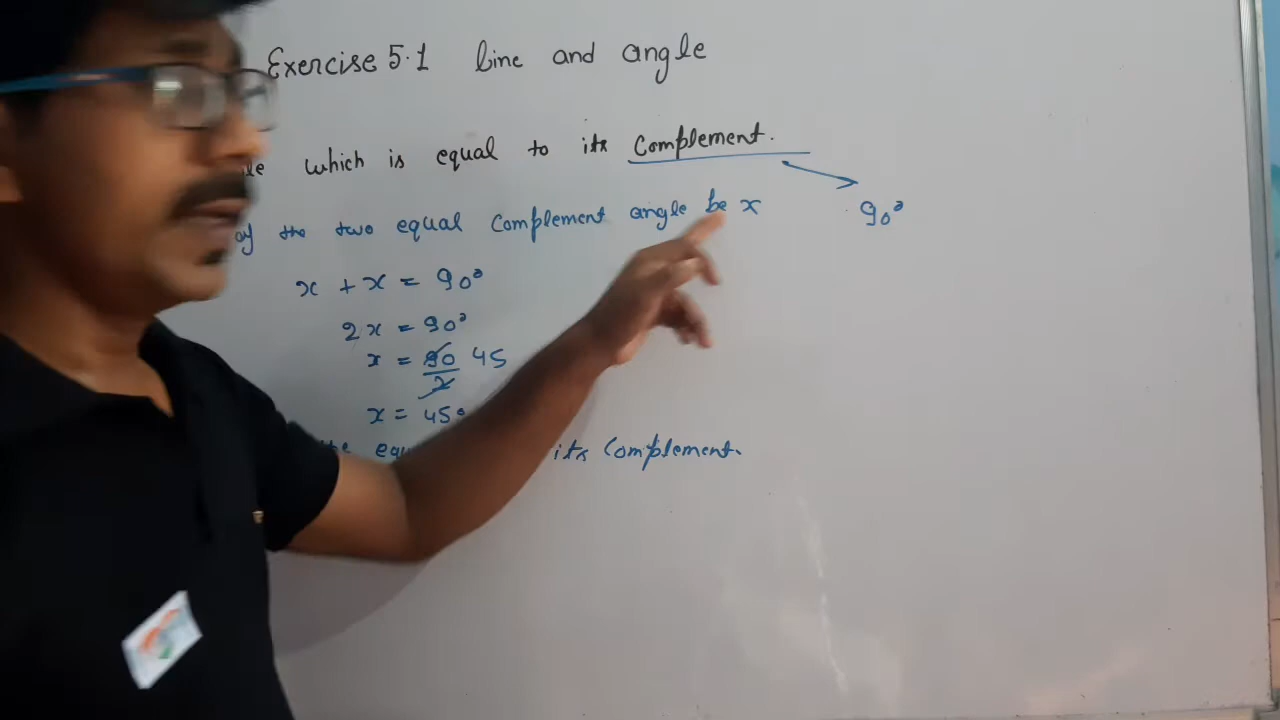 Exercise 5.1 line and angle
which is equal to its Complement.
90°
of the two equal Complement angle be x
x + x = 90°
2x = 90°
x = 90/2 45
x = 45°
its Complement.